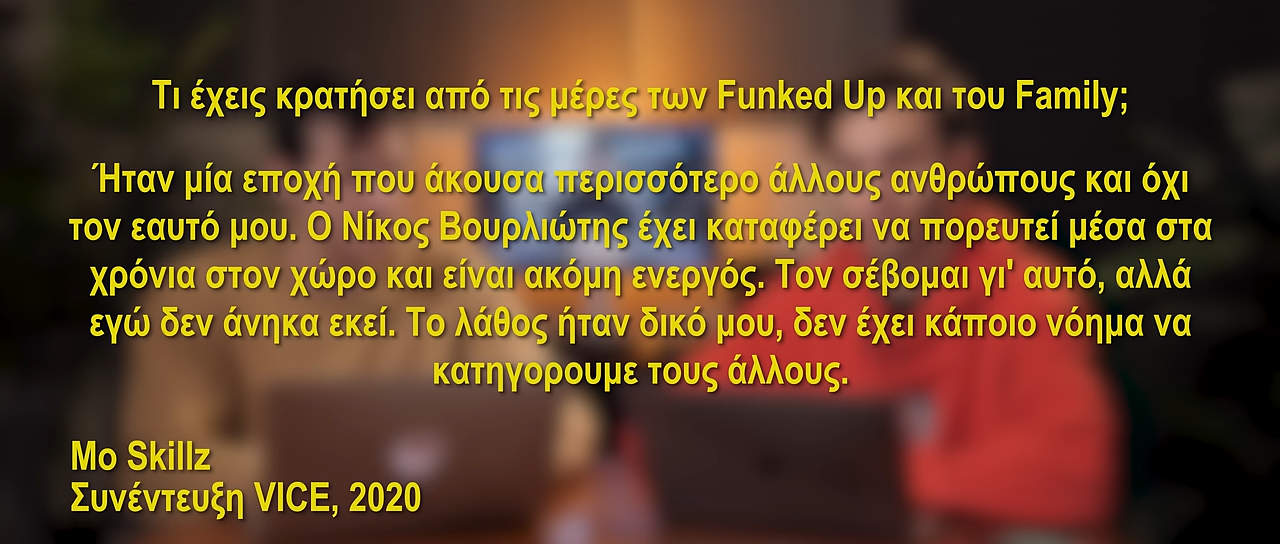 Τι έχεις κρατήσει από τις μέρες των Funked Up και του Family;
Ήταν μία εποχή που άκουσα περισσότερο άλλους ανθρώπους και όχι
τον εαυτό μου. Ο Νίκος Βουρλιώτης έχει καταφέρει να πορευτεί μέσα στα
χρόνια στον χώρο και είναι ακόμη ενεργός. Τον σέβομαι γι' αυτό, αλλά
εγώ δεν άνηκα εκεί. Το λάθος ήταν δικό μου, δεν έχει κάποιο νόημα να
κατηγορουμε τους άλλους.
Mo Skillz
Συνέντευξη VICE, 2020